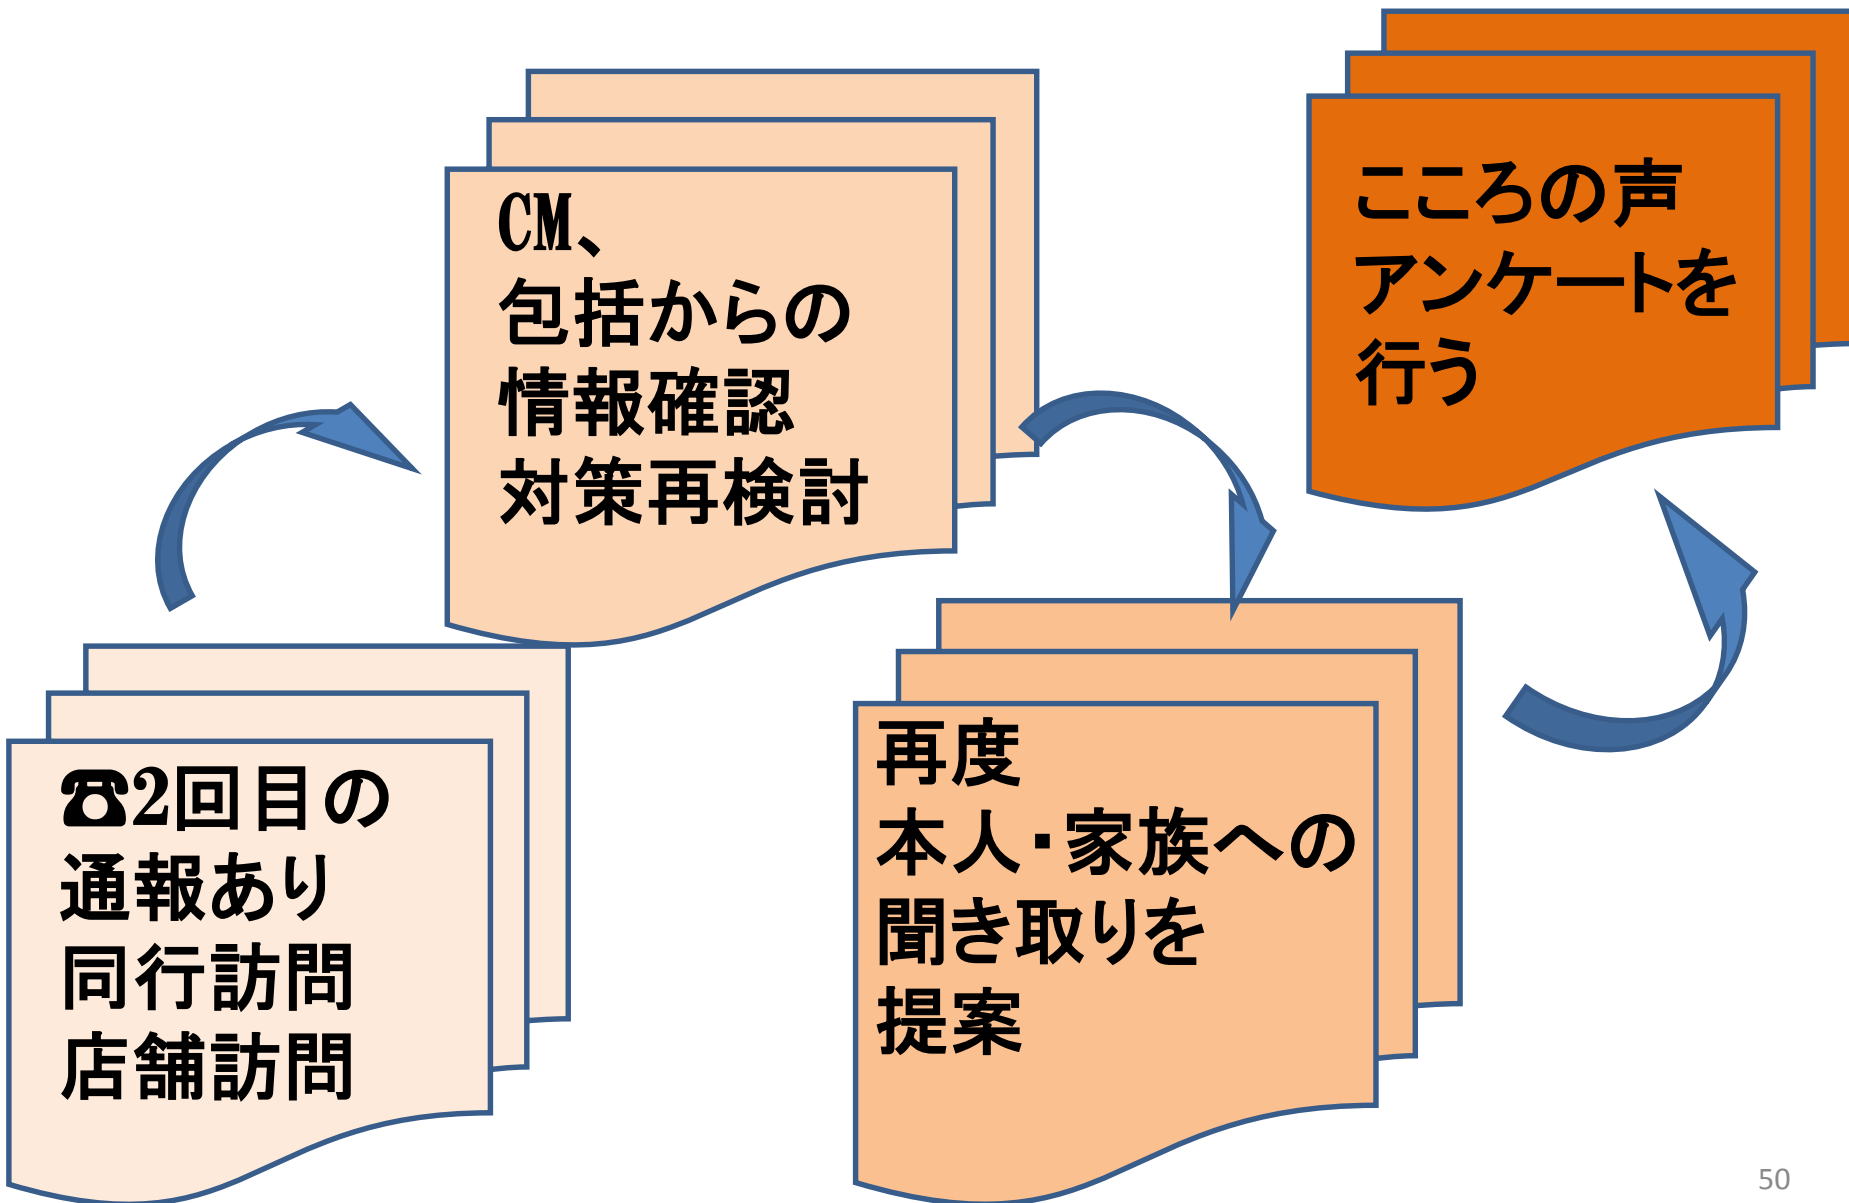 ☎2回目の
通報あり
同行訪問
店舗訪問
CM、
包括からの
情報確認
対策再検討
再度
本人・家族への
聞き取りを
提案
こころの声
アンケートを
行う
50